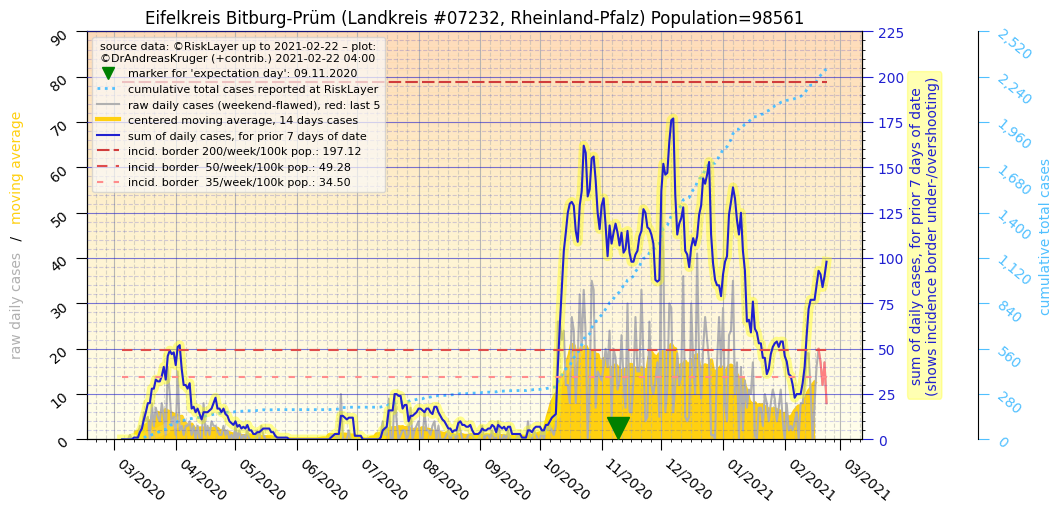 Eifelkreis Bitburg-Prüm (Landkreis #07232, Rheinland-Pfalz) Population=98561
source data: ©RiskLayer up to 2021-02-22 – plot:
©DrAndreasKruger (+contrib.) 2021-02-22 04:00
marker for 'expectation day': 09.11.2020
cumulative total cases reported at RiskLayer
raw daily cases (weekend-flawed), red: last 5
centered moving average, 14 days cases
sum of daily cases, for prior 7 days of date
incid. border 200/week/100k pop.: 197.12
incid. border  50/week/100k pop.: 49.28
incid. border  35/week/100k pop.: 34.50
raw daily cases / moving average
90
80
70
60
50
40
30
20
10
0
03/2020
04/2020
05/2020
06/2020
07/2020
08/2020
09/2020
10/2020
11/2020
12/2020
01/2021
02/2021
03/2021
225
200
175
150
125
100
75
50
25
0
sum of daily cases, for prior 7 days of date
(shows incidence border under-/overshooting)
2,520
2,240
1,960
1,680
1,400
1,120
840
560
280
0
cumulative total cases